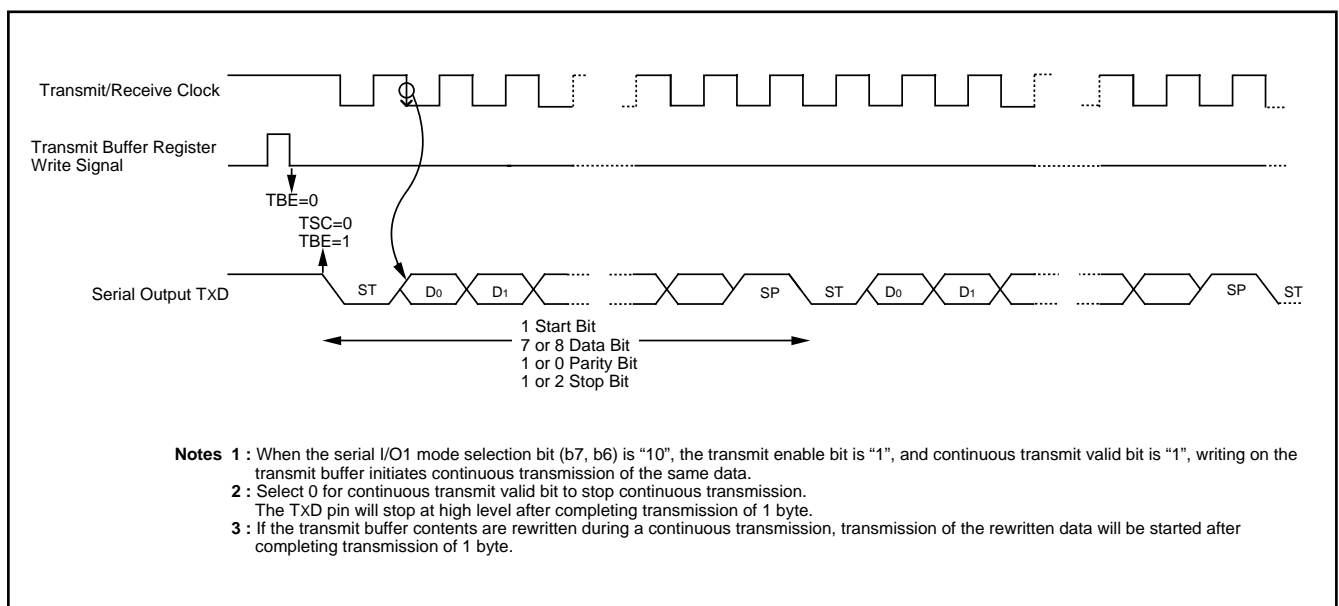 Transmit/Receive Clock
Transmit Buffer Register
Write Signal
TBE=0
TSC=0
TBE=1
Serial Output TXD
ST
D0
D1
SP
ST
D0
D1
SP
ST
1 Start Bit
7 or 8 Data Bit
1 or 0 Parity Bit
1 or 2 Stop Bit
Notes 1 : When the serial I/O1 mode selection bit (b7, b6) is “10”, the transmit enable bit is “1”, and continuous transmit valid bit is “1”, writing on the
transmit buffer initiates continuous transmission of the same data.
2 : Select 0 for continuous transmit valid bit to stop continuous transmission.
The TXD pin will stop at high level after completing transmission of 1 byte.
3 : If the transmit buffer contents are rewritten during a continuous transmission, transmission of the rewritten data will be started after
completing transmission of 1 byte.